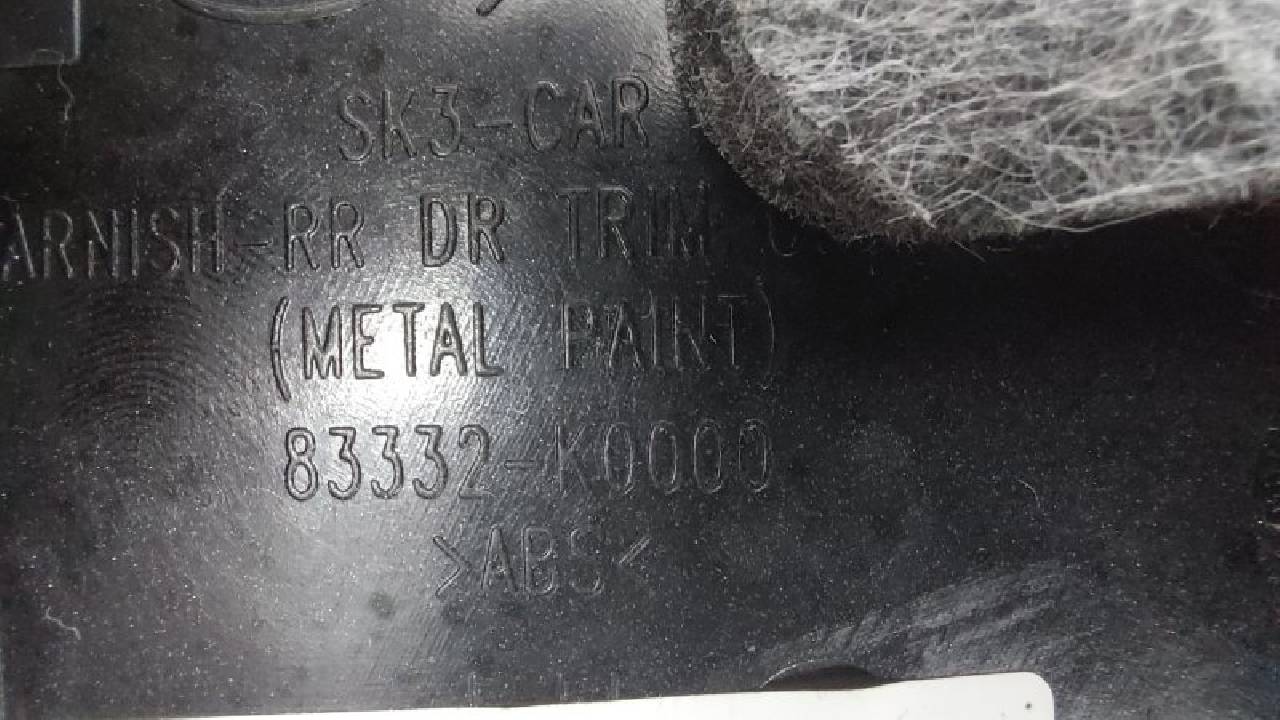 SK3-CAR
ARNISH-RR DR TRIM
(METAL PAINT)
83332-K0000
>ABS<